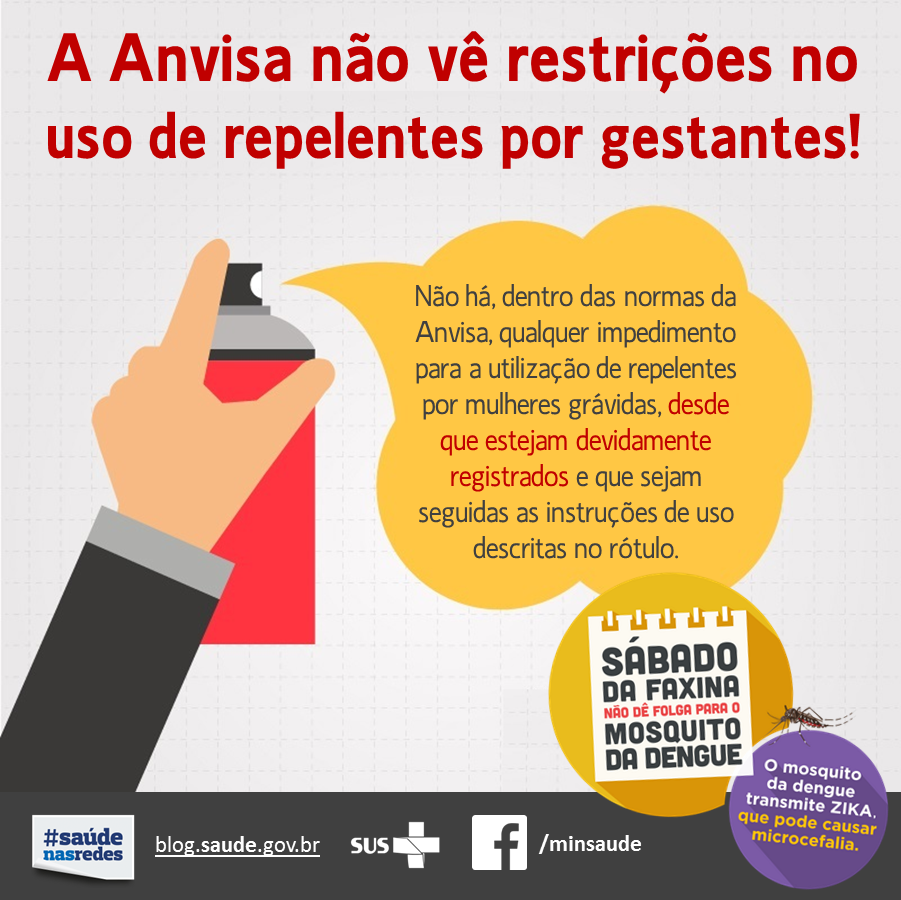 A Anvisa não vê restrições no
uso de repelentes por gestantes!
Não há, dentro das normas da
Anvisa, qualquer impedimento
para a utilização de repelentes
por mulheres grávidas, desde
que estejam devidamente
registrados e que sejam
seguidas as instruções de uso
descritas no rótulo.
SÁBADO
DA FAXINA
NÃO DÊ FOLGA PARA O
MOSQUITO
DA DENGUE
O mosquito
da dengue
transmite ZIKA,
que pode causar
microcefalia.
#saúde
nasredes
blog.saude.gov.br
SUS
f
/minsaude